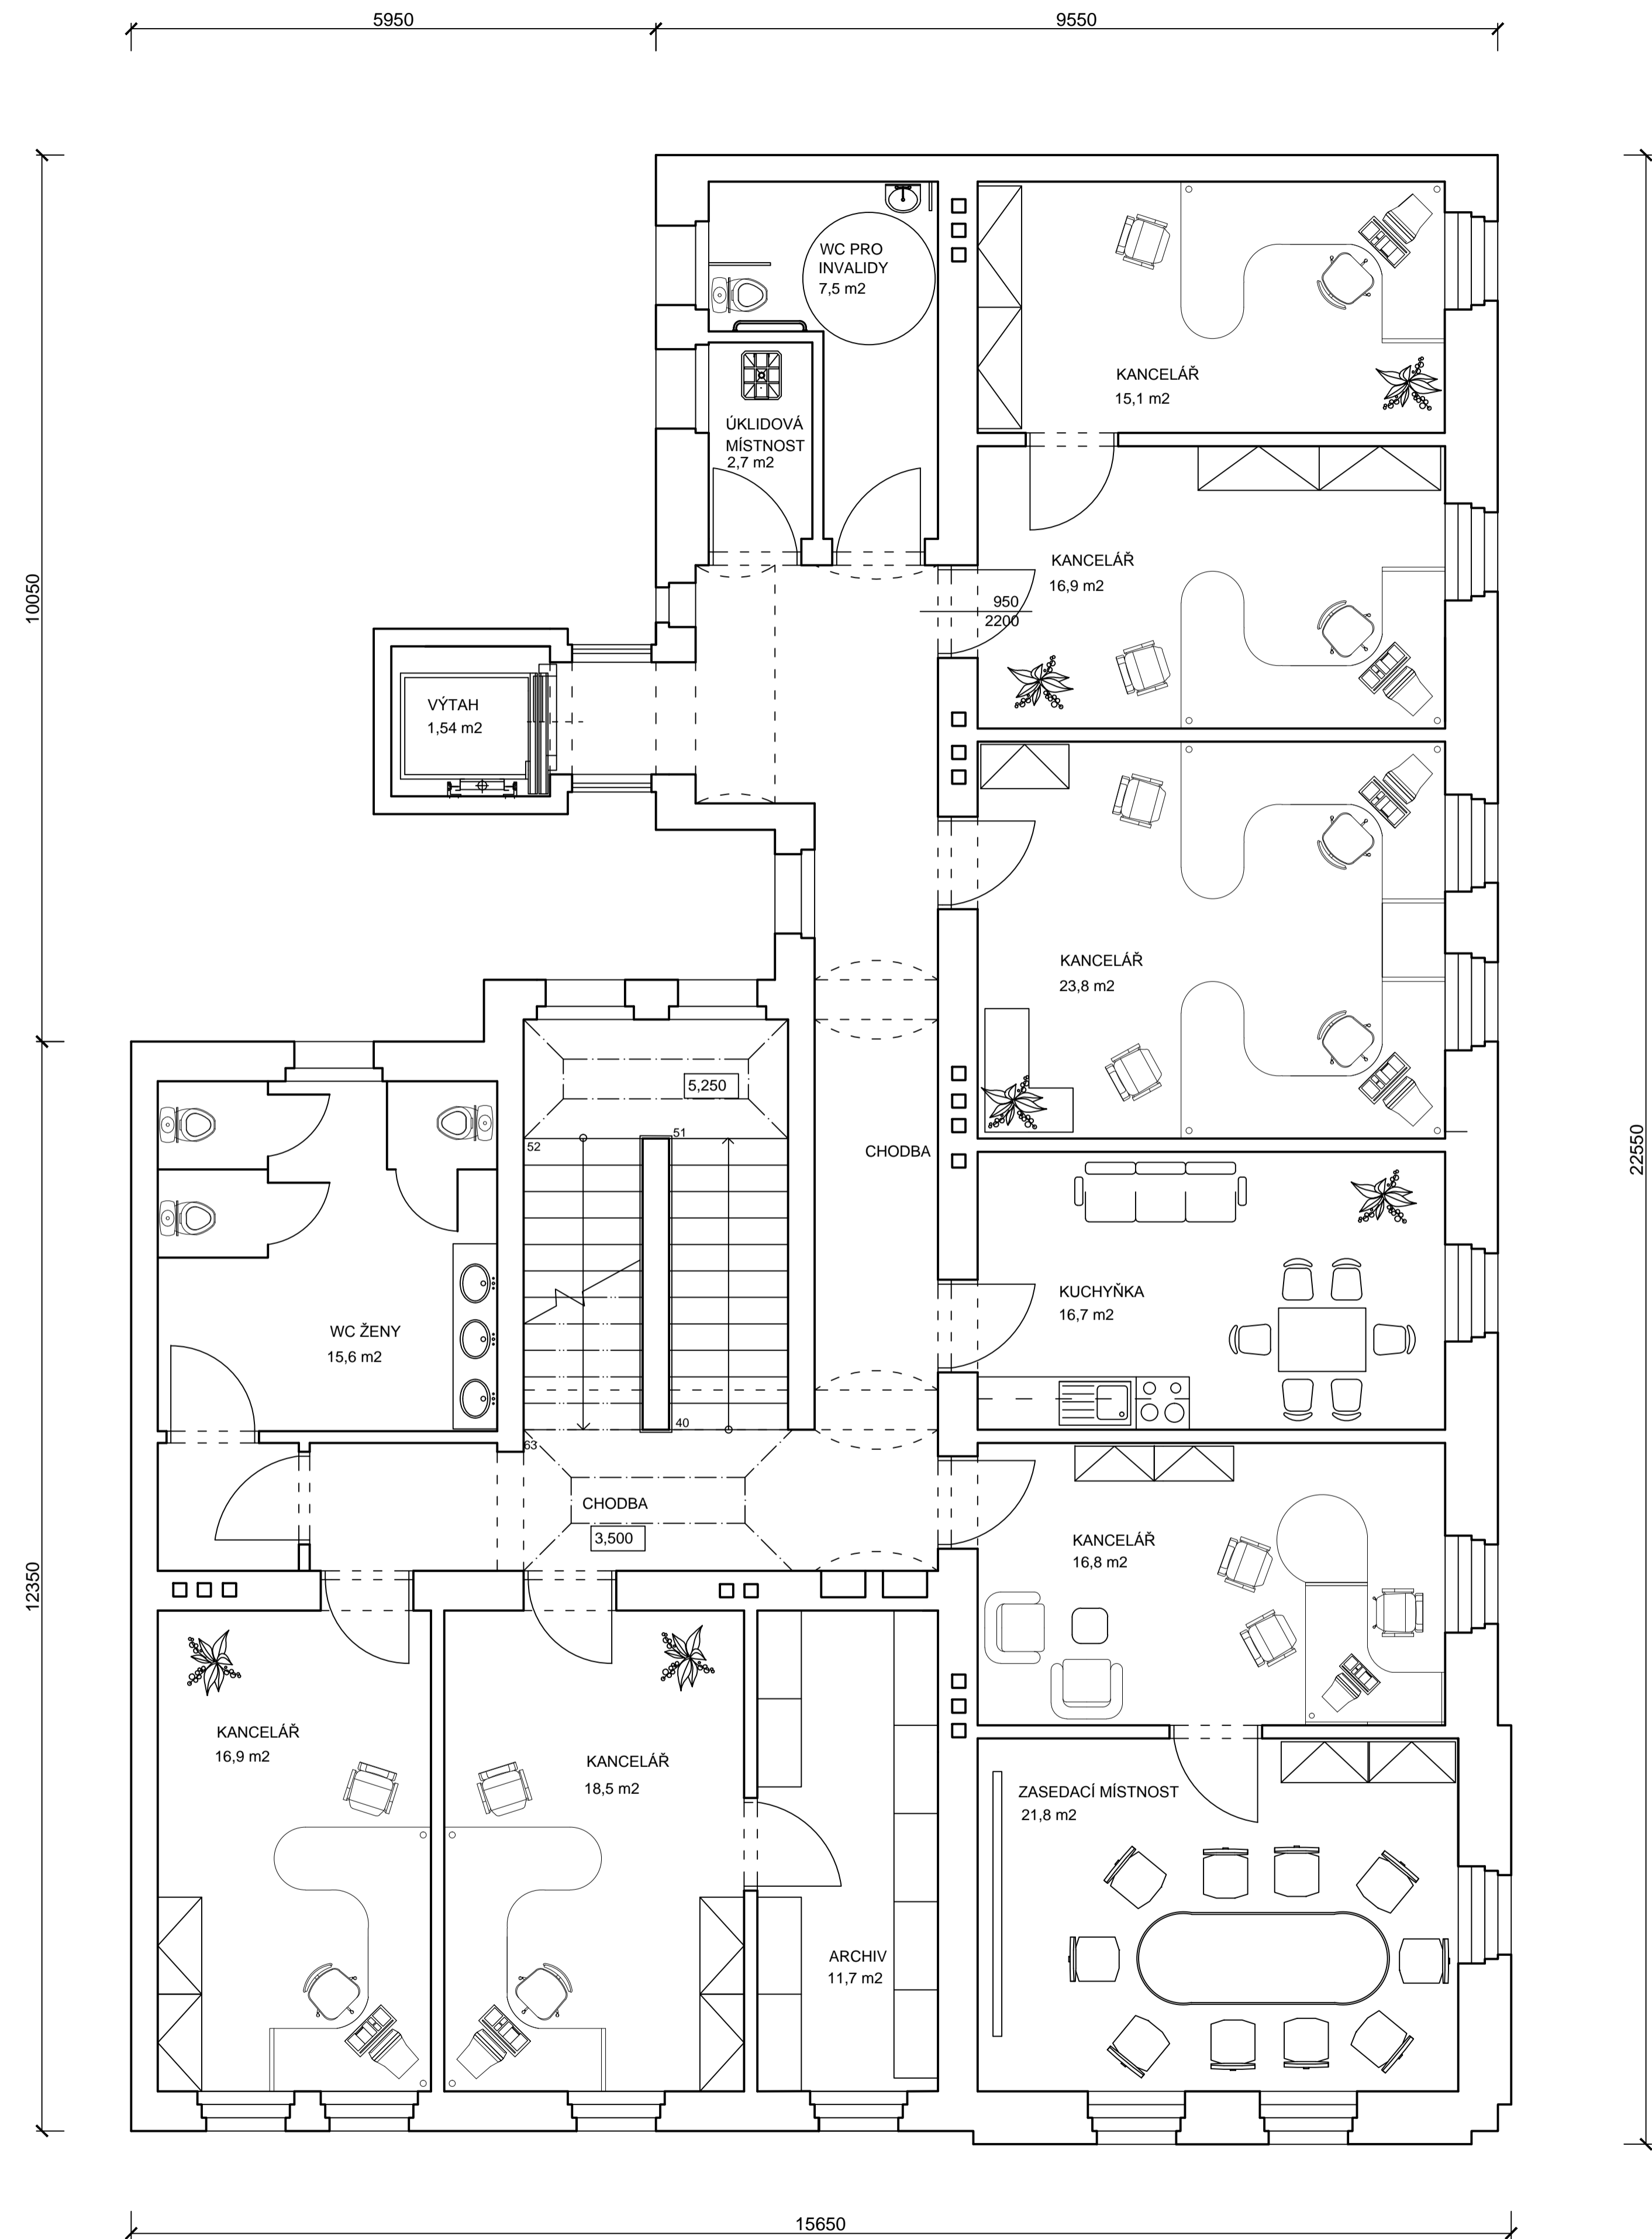 5950
9550
10050
12350
22550
15650
WC PRO
INVALIDY
7,5 m2
KANCELÁŘ
15,1 m2
ÚKLIDOVÁ
MÍSTNOST
2,7 m2
KANCELÁŘ
16,9 m2
950
2200
VÝTAH
1,54 m2
KANCELÁŘ
23,8 m2
5,250
52
51
CHODBA
KUCHYŇKA
16,7 m2
WC ŽENY
15,6 m2
40
63
CHODBA
3,500
KANCELÁŘ
16,8 m2
KANCELÁŘ
16,9 m2
KANCELÁŘ
18,5 m2
ZASEDACÍ MÍSTNOST
21,8 m2
ARCHIV
11,7 m2